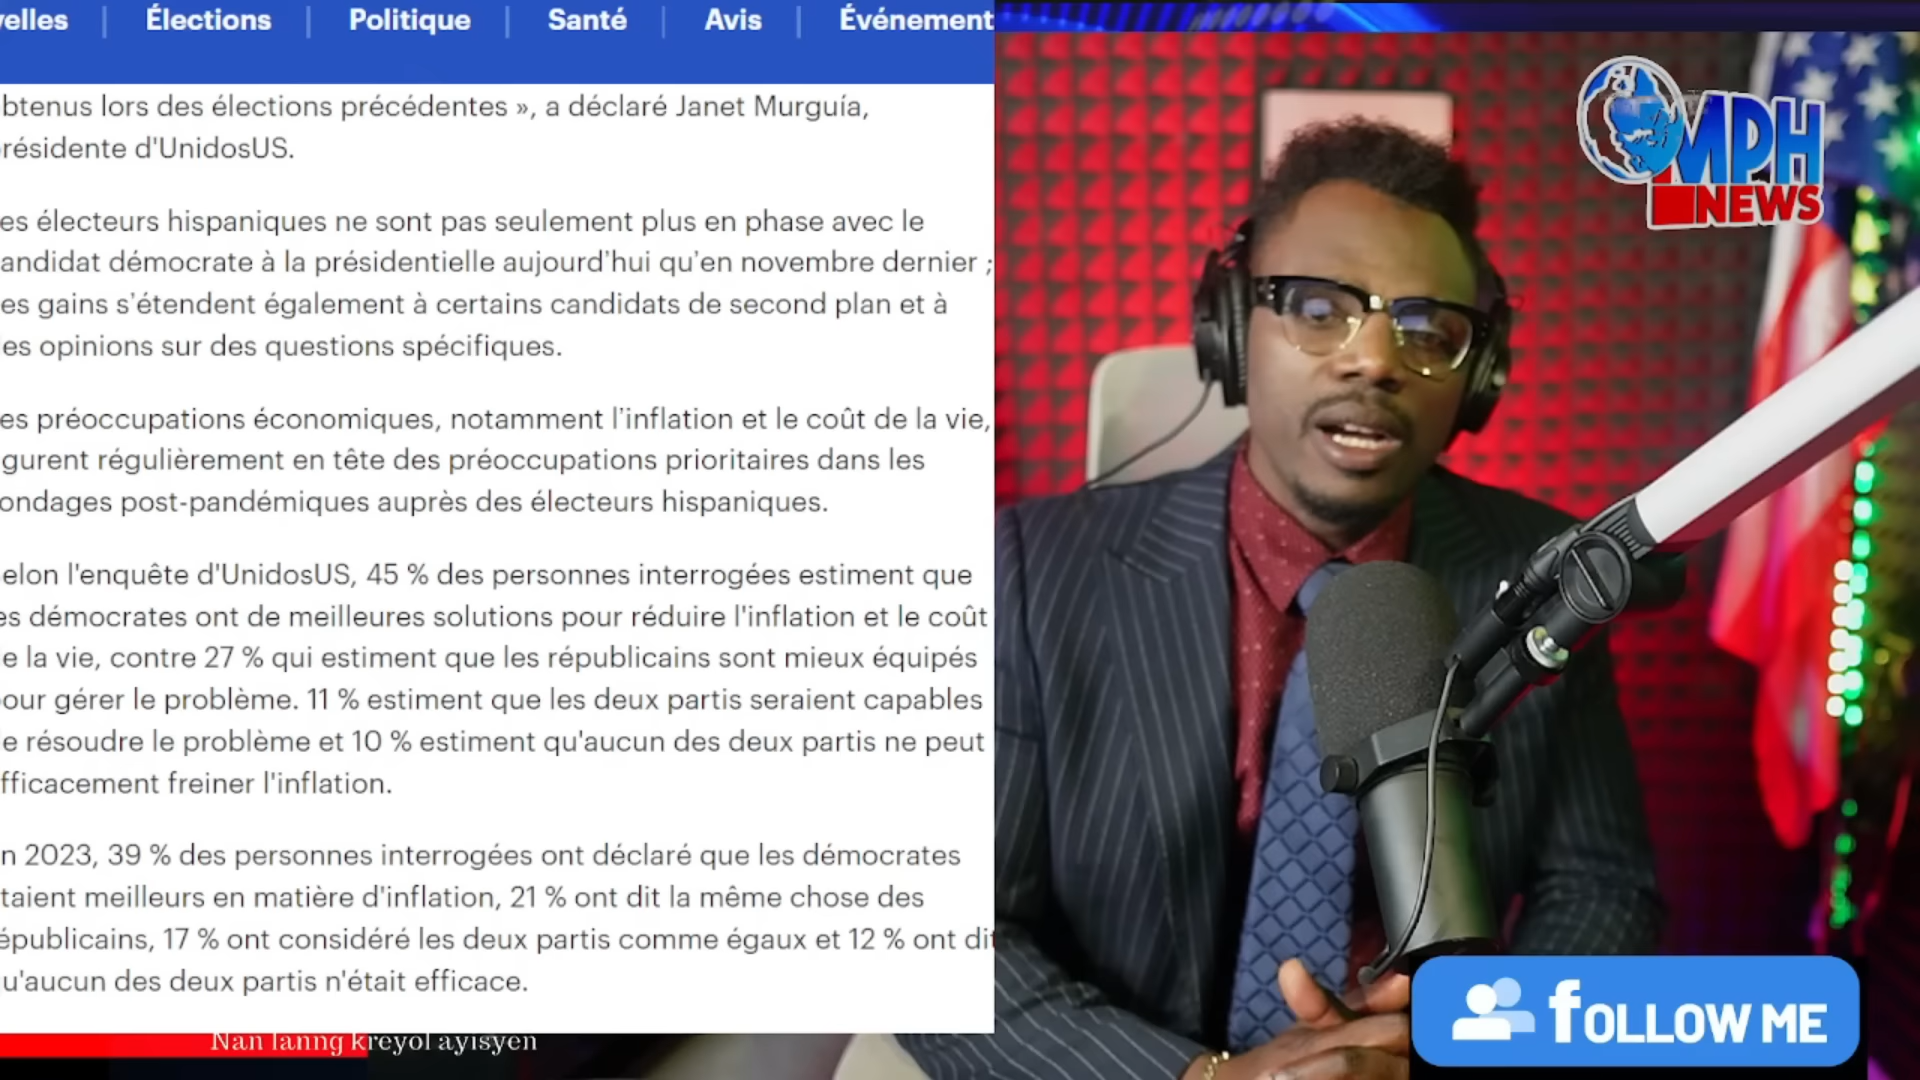 velles | Élections | Politique | Santé | Avis | Événement
btenus lors des élections précédentes », a déclaré Janet Murguía,
résidente d'UnidosUS.
es électeurs hispaniques ne sont pas seulement plus en phase avec le
andidat démocrate à la présidentielle aujourd'hui qu'en novembre dernier ;
es gains s'étendent également à certains candidats de second plan et à
es opinions sur des questions spécifiques.
es préoccupations économiques, notamment l'inflation et le coût de la vie,
gurent régulièrement en tête des préoccupations prioritaires dans les
ondages post-pandémiques auprès des électeurs hispaniques.
elon l'enquête d'UnidosUS, 45 % des personnes interrogées estiment que
es démocrates ont de meilleures solutions pour réduire l'inflation et le coût
e la vie, contre 27 % qui estiment que les républicains sont mieux équipés
our gérer le problème. 11 % estiment que les deux partis seraient capables
e résoudre le problème et 10 % estiment qu'aucun des deux partis ne peut
fficacement freiner l'inflation.
n 2023, 39 % des personnes interrogées ont déclaré que les démocrates
taient meilleurs en matière d'inflation, 21 % ont dit la même chose des
épublicains, 17 % ont considéré les deux partis comme égaux et 12 % ont dit
u'aucun des deux partis n'était efficace.
Nan lanng kreyol ayisyen
MPH
NEWS
fOLLOW ME